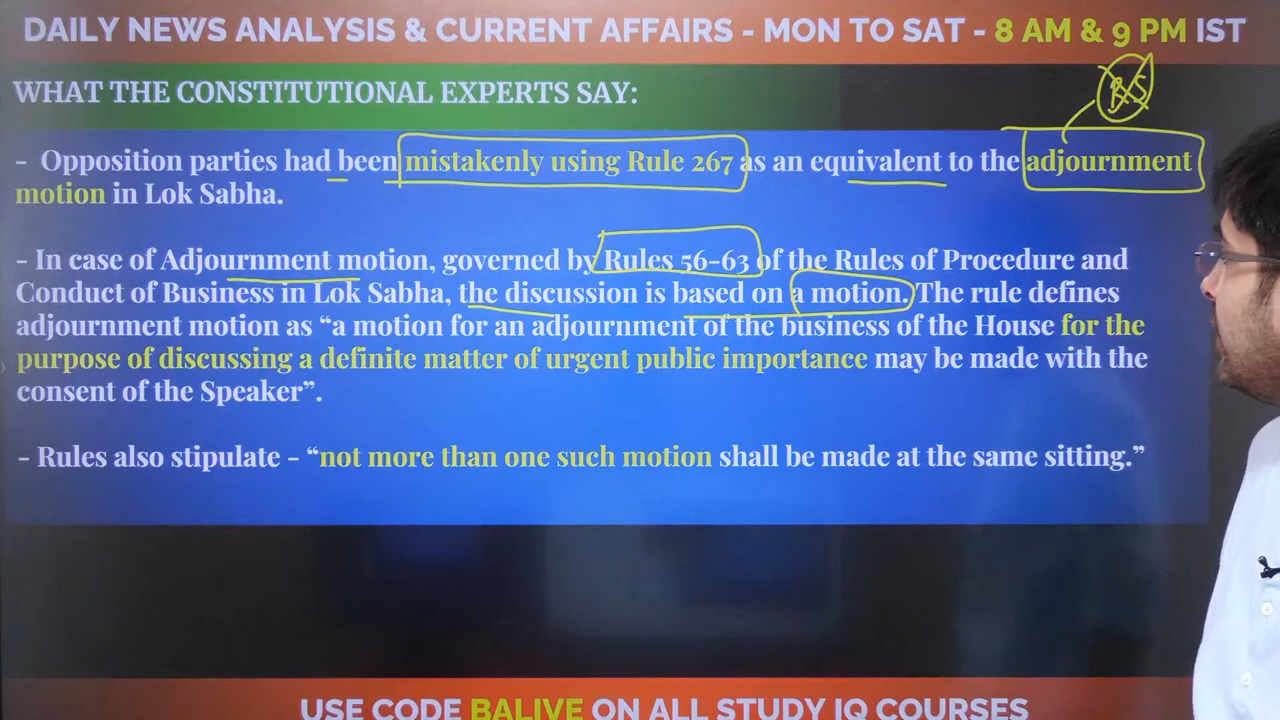 DAILY NEWS ANALYSIS & CURRENT AFFAIRS - MON TO SAT - 8 AM & 9 PM IST
RS
WHAT THE CONSTITUTIONAL EXPERTS SAY:
- Opposition parties had been mistakenly using Rule 267 as an equivalent to the adjournment
motion in Lok Sabha.
- In case of Adjournment motion, governed by Rules 56-63 of the Rules of Procedure and
Conduct of Business in Lok Sabha, the discussion is based on a motion. The rule defines
adjournment motion as “a motion for an adjournment of the business of the House for the
purpose of discussing a definite matter of urgent public importance may be made with the
consent of the Speaker”.
- Rules also stipulate - “not more than one such motion shall be made at the same sitting.”
USE CODE BALIVE ON ALL STUDY IQ COURSES